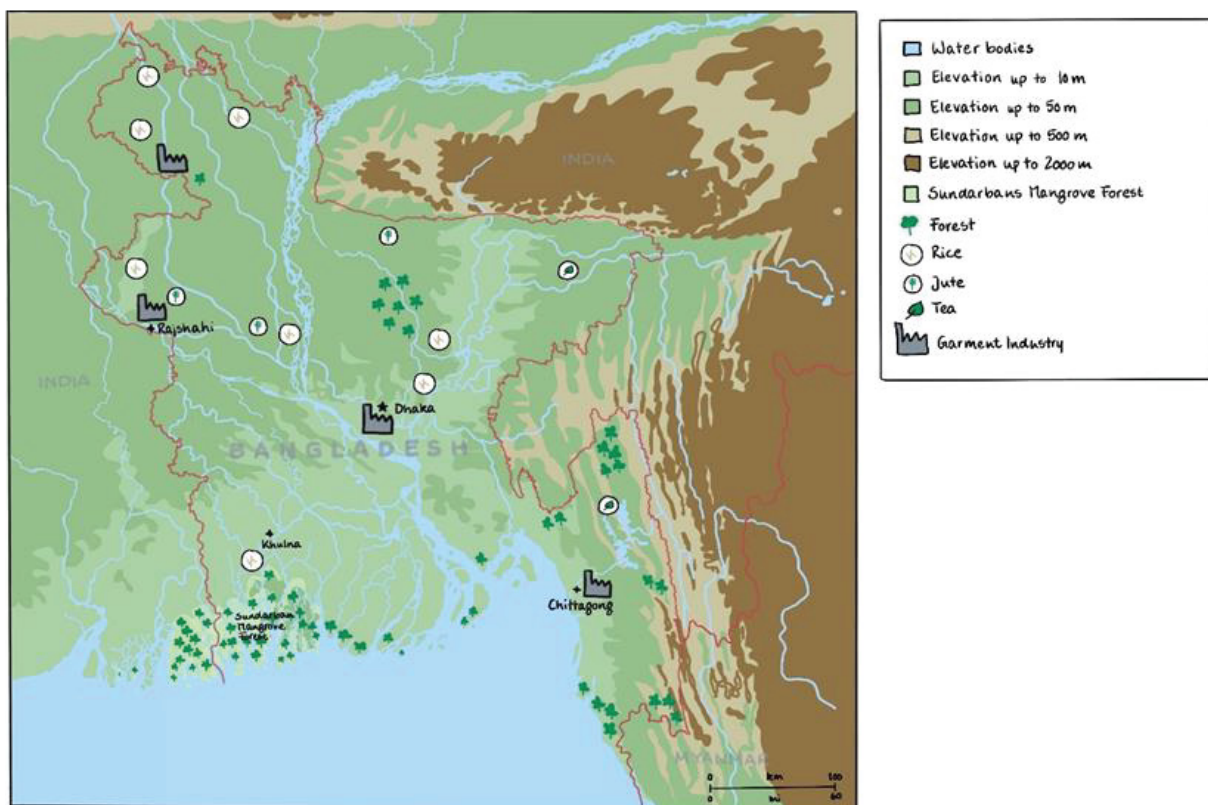 INDIA
INDIA
Rajshahi
Dhaka
BANGLADESH
Khulna
Sundarban
Mangrove
Forest
Chittagong
MYANMAR
0 km 100
0 mi 60
Water bodies
Elevation up to 10 m
Elevation up to 50 m
Elevation up to 500 m
Elevation up to 2000 m
Sundarbans Mangrove Forest
Forest
Rice
Jute
Tea
Garment Industry